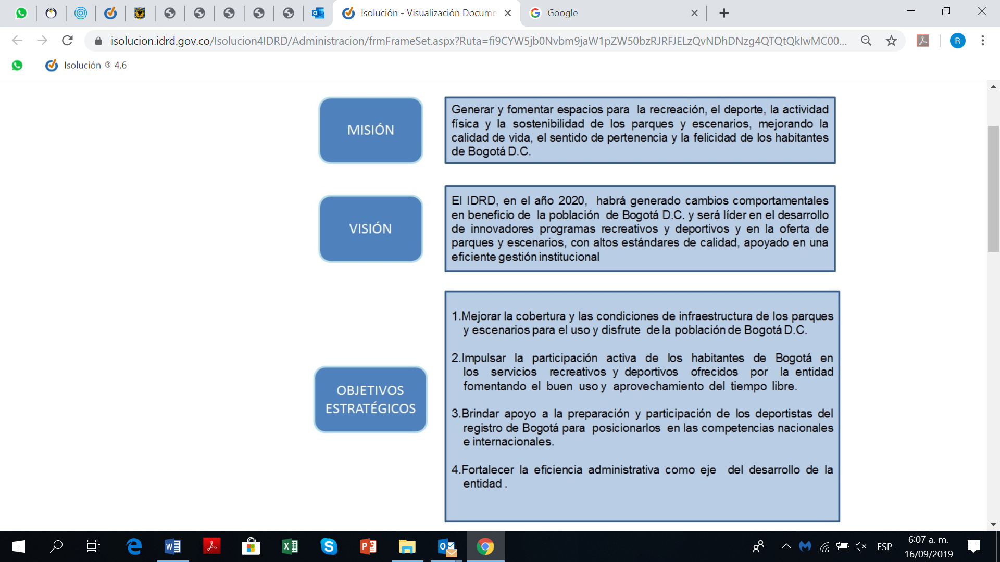 Isolución - Visualización Docume
Google
isolucion.idrd.gov.co/Isolucion4IDRD/Administracion/frmFrameSet.aspx?Ruta=fi9CYW5jb0Nvbm9jaW1pZW50bzRJRFJELzQvNDhDNzg4QTQtQkIwMC00...
R
Isolución ® 4.6
MISIÓN
Generar y fomentar espacios para la recreación, el deporte, la actividad
física y la sostenibilidad de los parques y escenarios, mejorando la
calidad de vida, el sentido de pertenencia y la felicidad de los habitantes
de Bogotá D.C.
VISIÓN
El IDRD, en el año 2020, habrá generado cambios comportamentales
en beneficio de la población de Bogotá D.C. y será líder en el desarrollo
de innovadores programas recreativos y deportivos y en la oferta de
parques y escenarios, con altos estándares de calidad, apoyado en una
eficiente gestión institucional
OBJETIVOS
ESTRATÉGICOS
1.Mejorar la cobertura y las condiciones de infraestructura de los parques
y escenarios para el uso y disfrute de la población de Bogotá D.C.
2.Impulsar la participación activa de los habitantes de Bogotá en
los servicios recreativos y deportivos ofrecidos por la entidad
fomentando el buen uso y aprovechamiento del tiempo libre.
3.Brindar apoyo a la preparación y participación de los deportistas del
registro de Bogotá para posicionarlos en las competencias nacionales
e internacionales.
4.Fortalecer la eficiencia administrativa como eje del desarrollo de la
entidad .
ESP
6:07 a. m.
16/09/2019